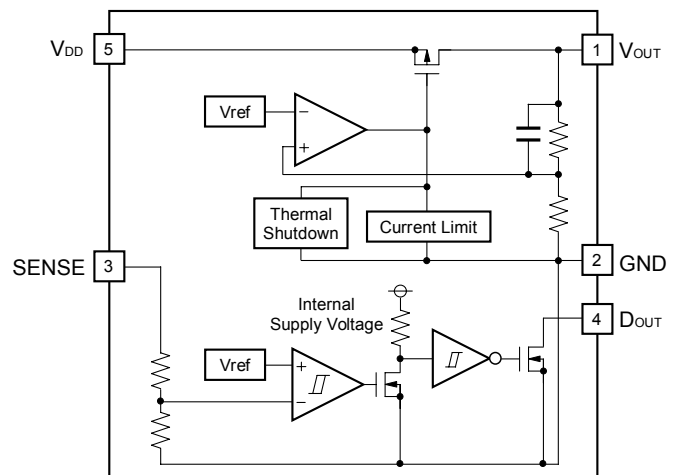 VDD 5 1 VOUT
Vref
−
+
Thermal
Shutdown
Current Limit
SENSE 3 2 GND
Internal
Supply Voltage
4 DOUT
Vref
+
−